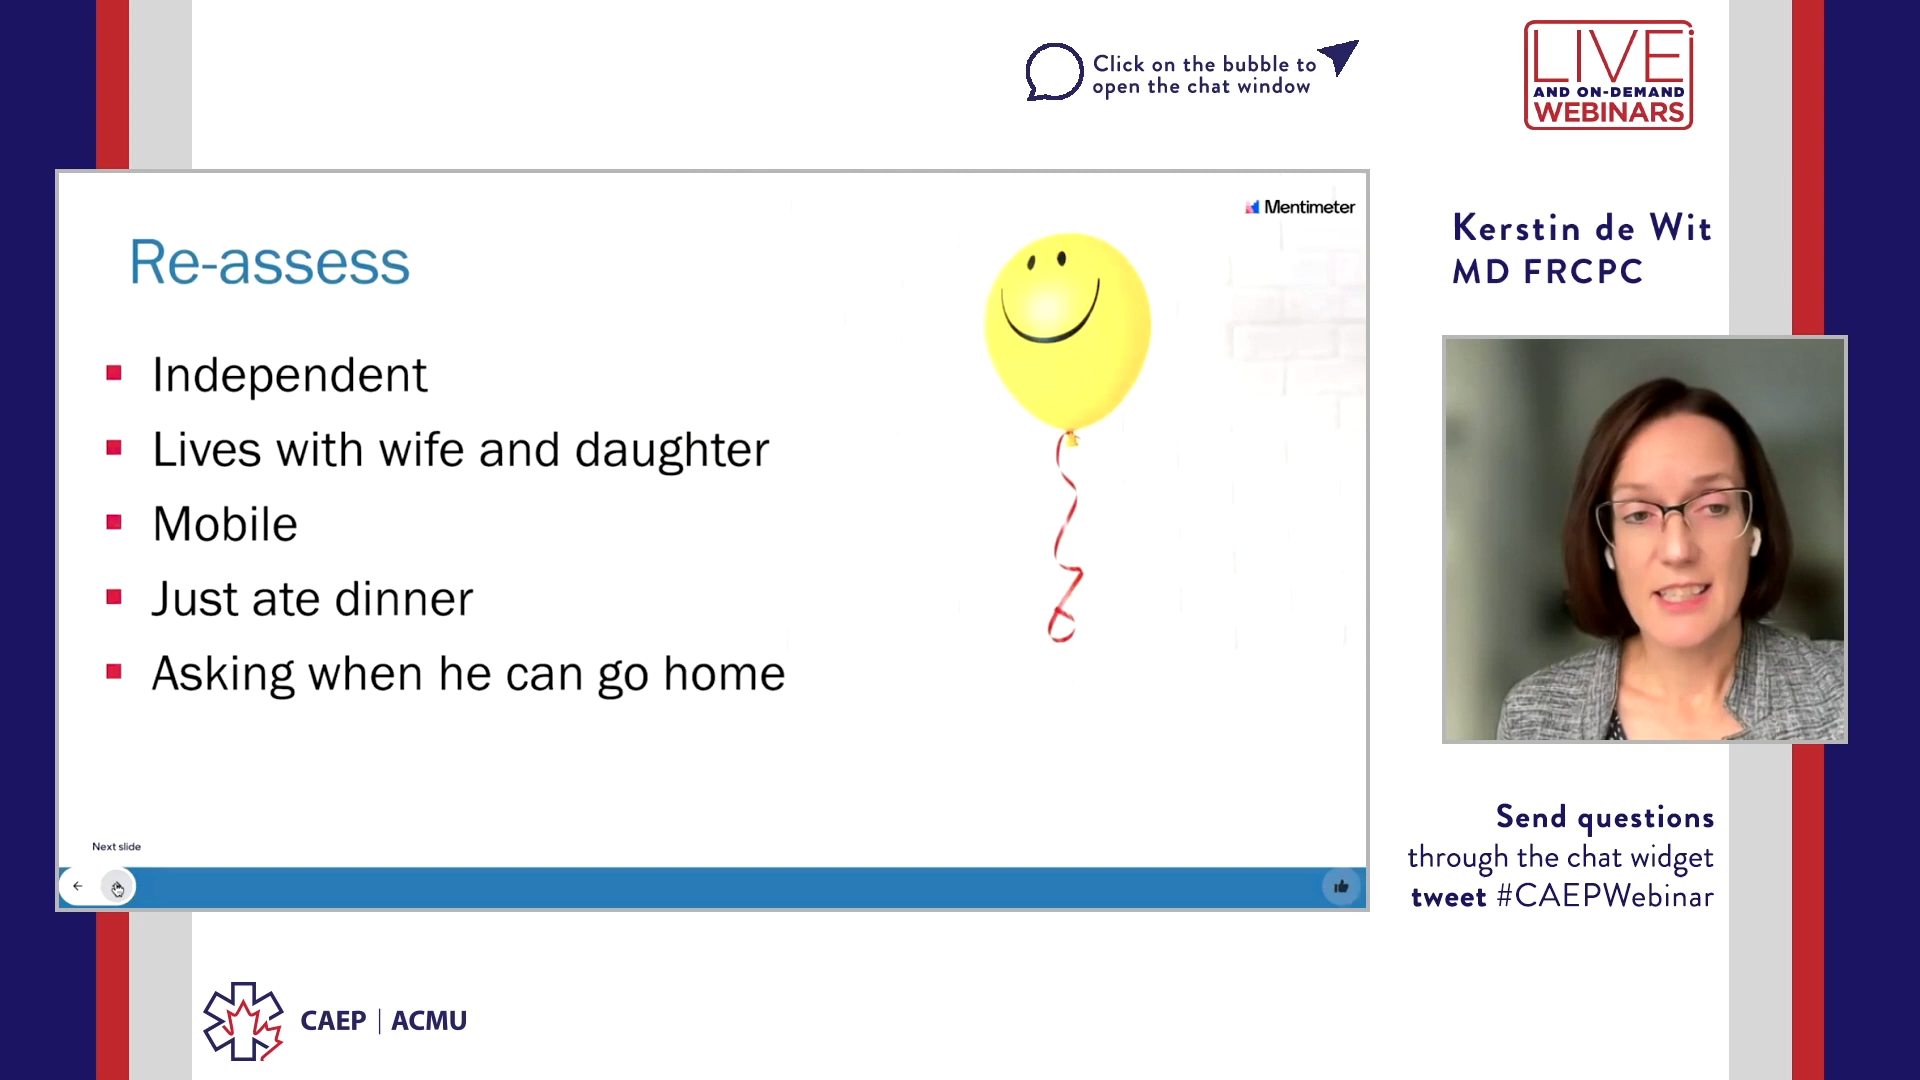 Click on the bubble to
open the chat window
LIVE
AND ON-DEMAND
WEBINARS
Mentimeter
Re-assess
Independent
Lives with wife and daughter
Mobile
Just ate dinner
Asking when he can go home
Next slide
Kerstin de Wit
MD FRCPC
Send questions
through the chat widget
tweet #CAEPWebinar
CAEP | ACMU